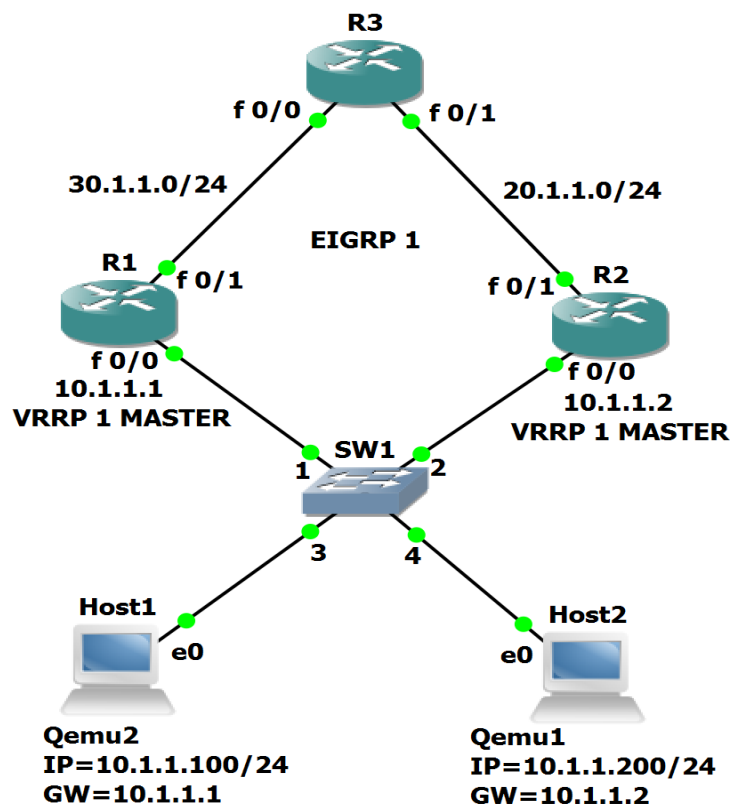 R3
f 0/0
f 0/1
30.1.1.0/24
20.1.1.0/24
EIGRP 1
R1
f 0/1
R2
f 0/1
f 0/0
10.1.1.1
VRRP 1 MASTER
f 0/0
10.1.1.2
VRRP 1 MASTER
SW1
1
2
3
4
Host1
e0
Host2
e0
Qemu2
IP=10.1.1.100/24
GW=10.1.1.1
Qemu1
IP=10.1.1.200/24
GW=10.1.1.2